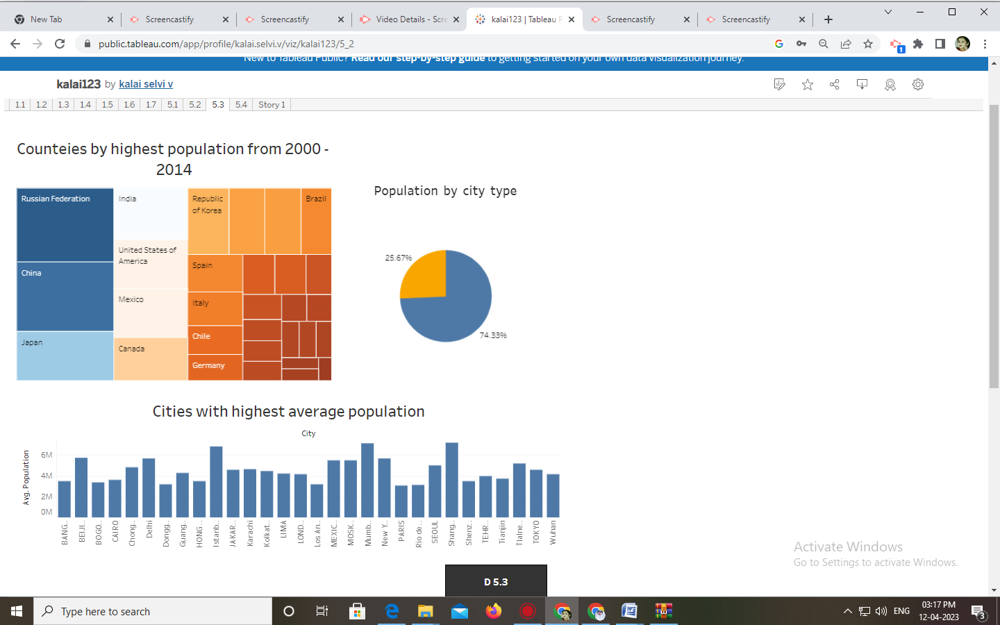 New Tab
Screencastify
Screencastify
Video Details - Scre
kalai123 | Tableau P
Screencastify
Screencastify
public.tableau.com/app/profile/kalai.selvi.v/viz/kalai123/5_2
1
New to Tableau Public? Read our step-by-step guide to getting started on your own data visualization journey.
kalai123 by kalai selvi v
1.1 1.2 1.3 1.4 1.5 1.6 1.7 5.1 5.2 5.3 5.4 Story 1
Counteies by highest population from 2000 -
2014
Russian Federation
China
Japan
India
United States of
America
Mexico
Canada
Republic
of Korea
Brazil
Spain
Italy
Chile
Germany
Population by city type
25.67%
74.33%
Cities with highest average population
City
Avg. Population
6M
4M
2M
0M
BANG..
BEIJI..
BOGO..
CAIRO
Chong..
Delhi
Dongg..
Guang..
HONG ..
Istanb..
JAKAR..
Karachi
Kolkat..
LIMA
LOND..
Los An..
MEXIC..
MOSK..
Mumb..
New Y..
PARIS
Rio de ..
SEOUL
Shang..
Shenz..
TEHR..
Tianjin
Tlalne..
TOKYO
Wuhan
D 5.3
Activate Windows
Go to Settings to activate Windows.
Type here to search
ENG
03:17 PM
12-04-2023
3